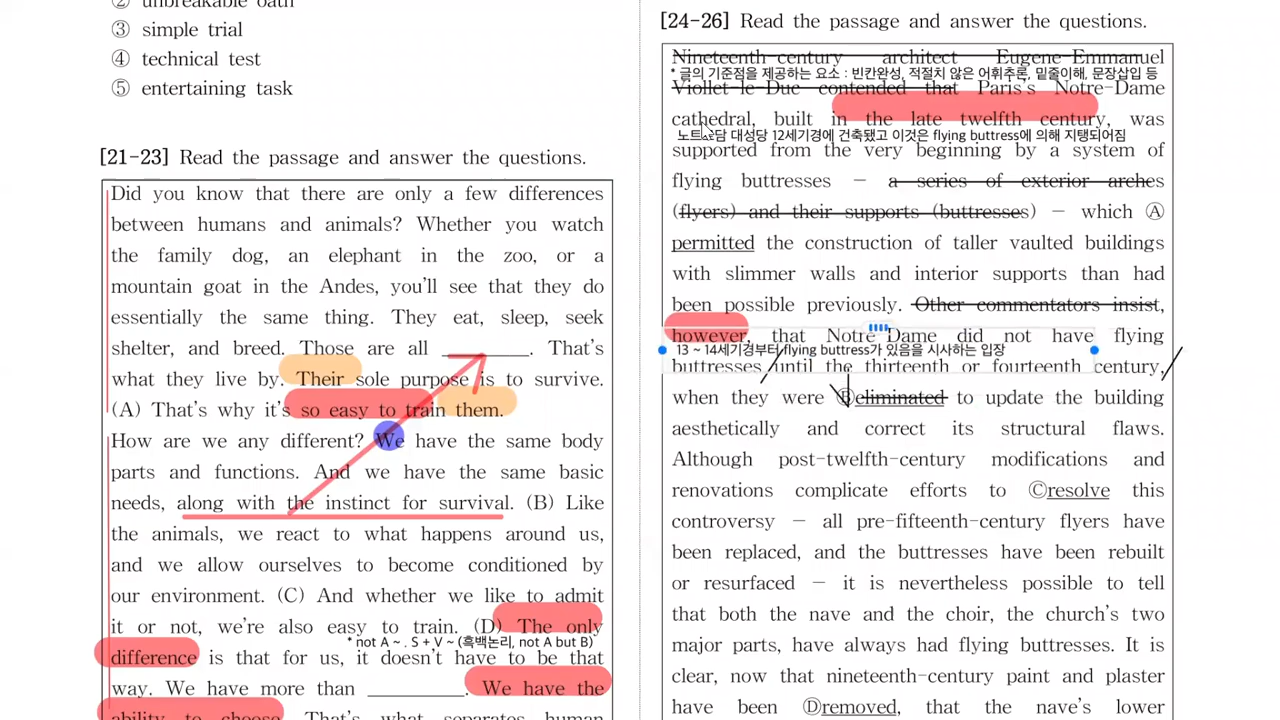 ② unbreakable oath
③ simple trial
④ technical test
⑤ entertaining task
[21-23] Read the passage and answer the questions.
Did you know that there are only a few differences
between humans and animals? Whether you watch
the family dog, an elephant in the zoo, or a
mountain goat in the Andes, you'll see that they do
essentially the same thing. They eat, sleep, seek
shelter, and breed. Those are all ________. That's
what they live by. Their sole purpose is to survive.
(A) That's why it's so easy to train them.
How are we any different? We have the same body
parts and functions. And we have the same basic
needs, along with the instinct for survival. (B) Like
the animals, we react to what happens around us,
and we allow ourselves to become conditioned by
our environment. (C) And whether we like to admit
it or not, we're also easy to train. (D) The only
* not A ~ . S + V ~ (흑백논리, not A but B)
difference is that for us, it doesn't have to be that
way. We have more than _________. We have the
ability to choose. That's what separates human
[24-26] Read the passage and answer the questions.
Nineteenth-century architect Eugene-Emmanuel
* 글의 기준점을 제공하는 요소 : 빈칸완성, 적절치 않은 어휘추론, 밑줄이해, 문장삽입 등
Viollet-le-Duc contended that Paris's Notre-Dame
cathedral, built in the late twelfth century, was
노트르담 대성당 12세기경에 건축됐고 이것은 flying buttress에 의해 지탱되어짐
supported from the very beginning by a system of
flying buttresses - a series of exterior arches
(flyers) and their supports (buttresses) - which Ⓐ
permitted the construction of taller vaulted buildings
with slimmer walls and interior supports than had
been possible previously. Other commentators insist,
however, that Notre Dame did not have flying
13 ~ 14세기경부터 flying buttress가 있음을 시사하는 입장
buttresses until the thirteenth or fourteenth century,
when they were Ⓑeliminated to update the building
aesthetically and correct its structural flaws.
Although post-twelfth-century modifications and
renovations complicate efforts to Ⓒresolve this
controversy - all pre-fifteenth-century flyers have
been replaced, and the buttresses have been rebuilt
or resurfaced - it is nevertheless possible to tell
that both the nave and the choir, the church's two
major parts, have always had flying buttresses. It is
clear, now that nineteenth-century paint and plaster
have been Ⓓremoved, that the nave's lower